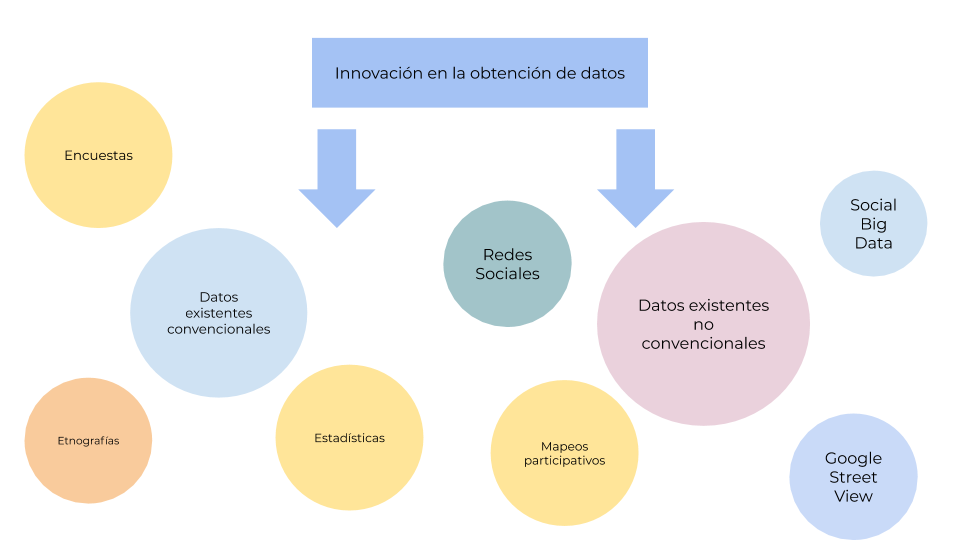 Innovación en la obtención de datos
Encuestas
Datos
existentes
convencionales
Etnografías
Estadísticas
Redes
Sociales
Datos existentes
no
convencionales
Mapeos
participativos
Social
Big
Data
Google
Street
View